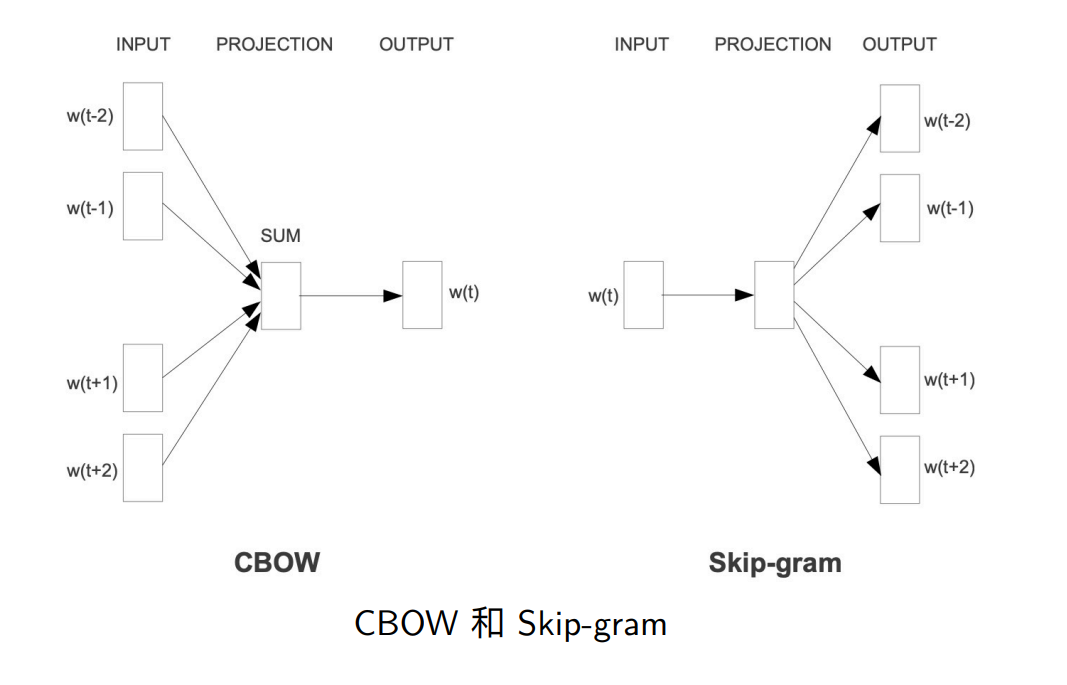 INPUT PROJECTION OUTPUT
w(t-2)
w(t-1)
SUM
w(t)
w(t+1)
w(t+2)
CBOW
INPUT PROJECTION OUTPUT
w(t-2)
w(t-1)
w(t)
w(t+1)
w(t+2)
Skip-gram
CBOW 和 Skip-gram